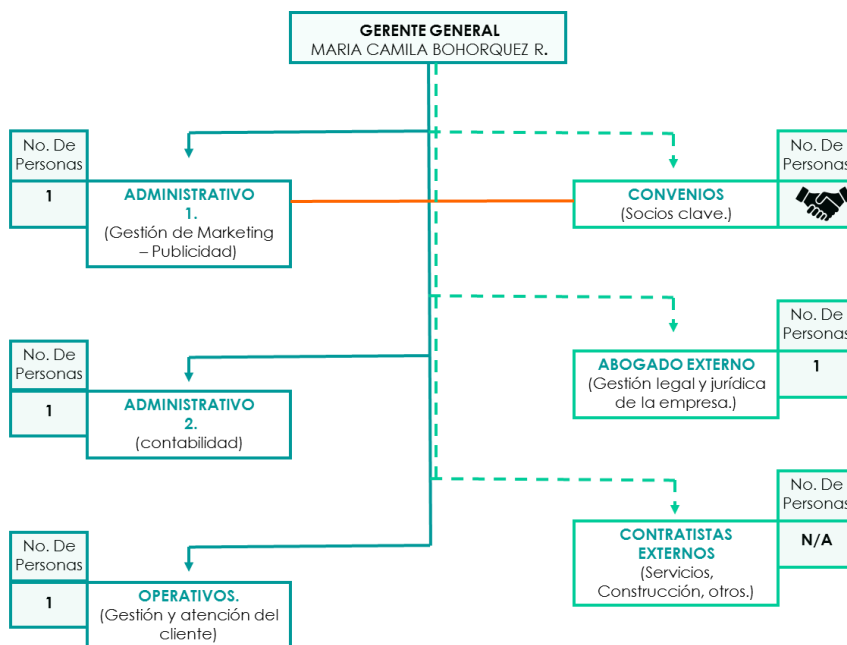 GERENTE GENERAL
MARIA CAMILA BOHORQUEZ R.
No. De
Personas
1
ADMINISTRATIVO
1.
(Gestión de Marketing
– Publicidad)
No. De
Personas
CONVENIOS
(Socios clave.)
No. De
Personas
1
ADMINISTRATIVO
2.
(contabilidad)
No. De
Personas
1
ABOGADO EXTERNO
(Gestión legal y jurídica
de la empresa.)
No. De
Personas
1
OPERATIVOS.
(Gestión y atención del
cliente)
No. De
Personas
N/A
CONTRATISTAS
EXTERNOS
(Servicios,
Construcción, otros.)